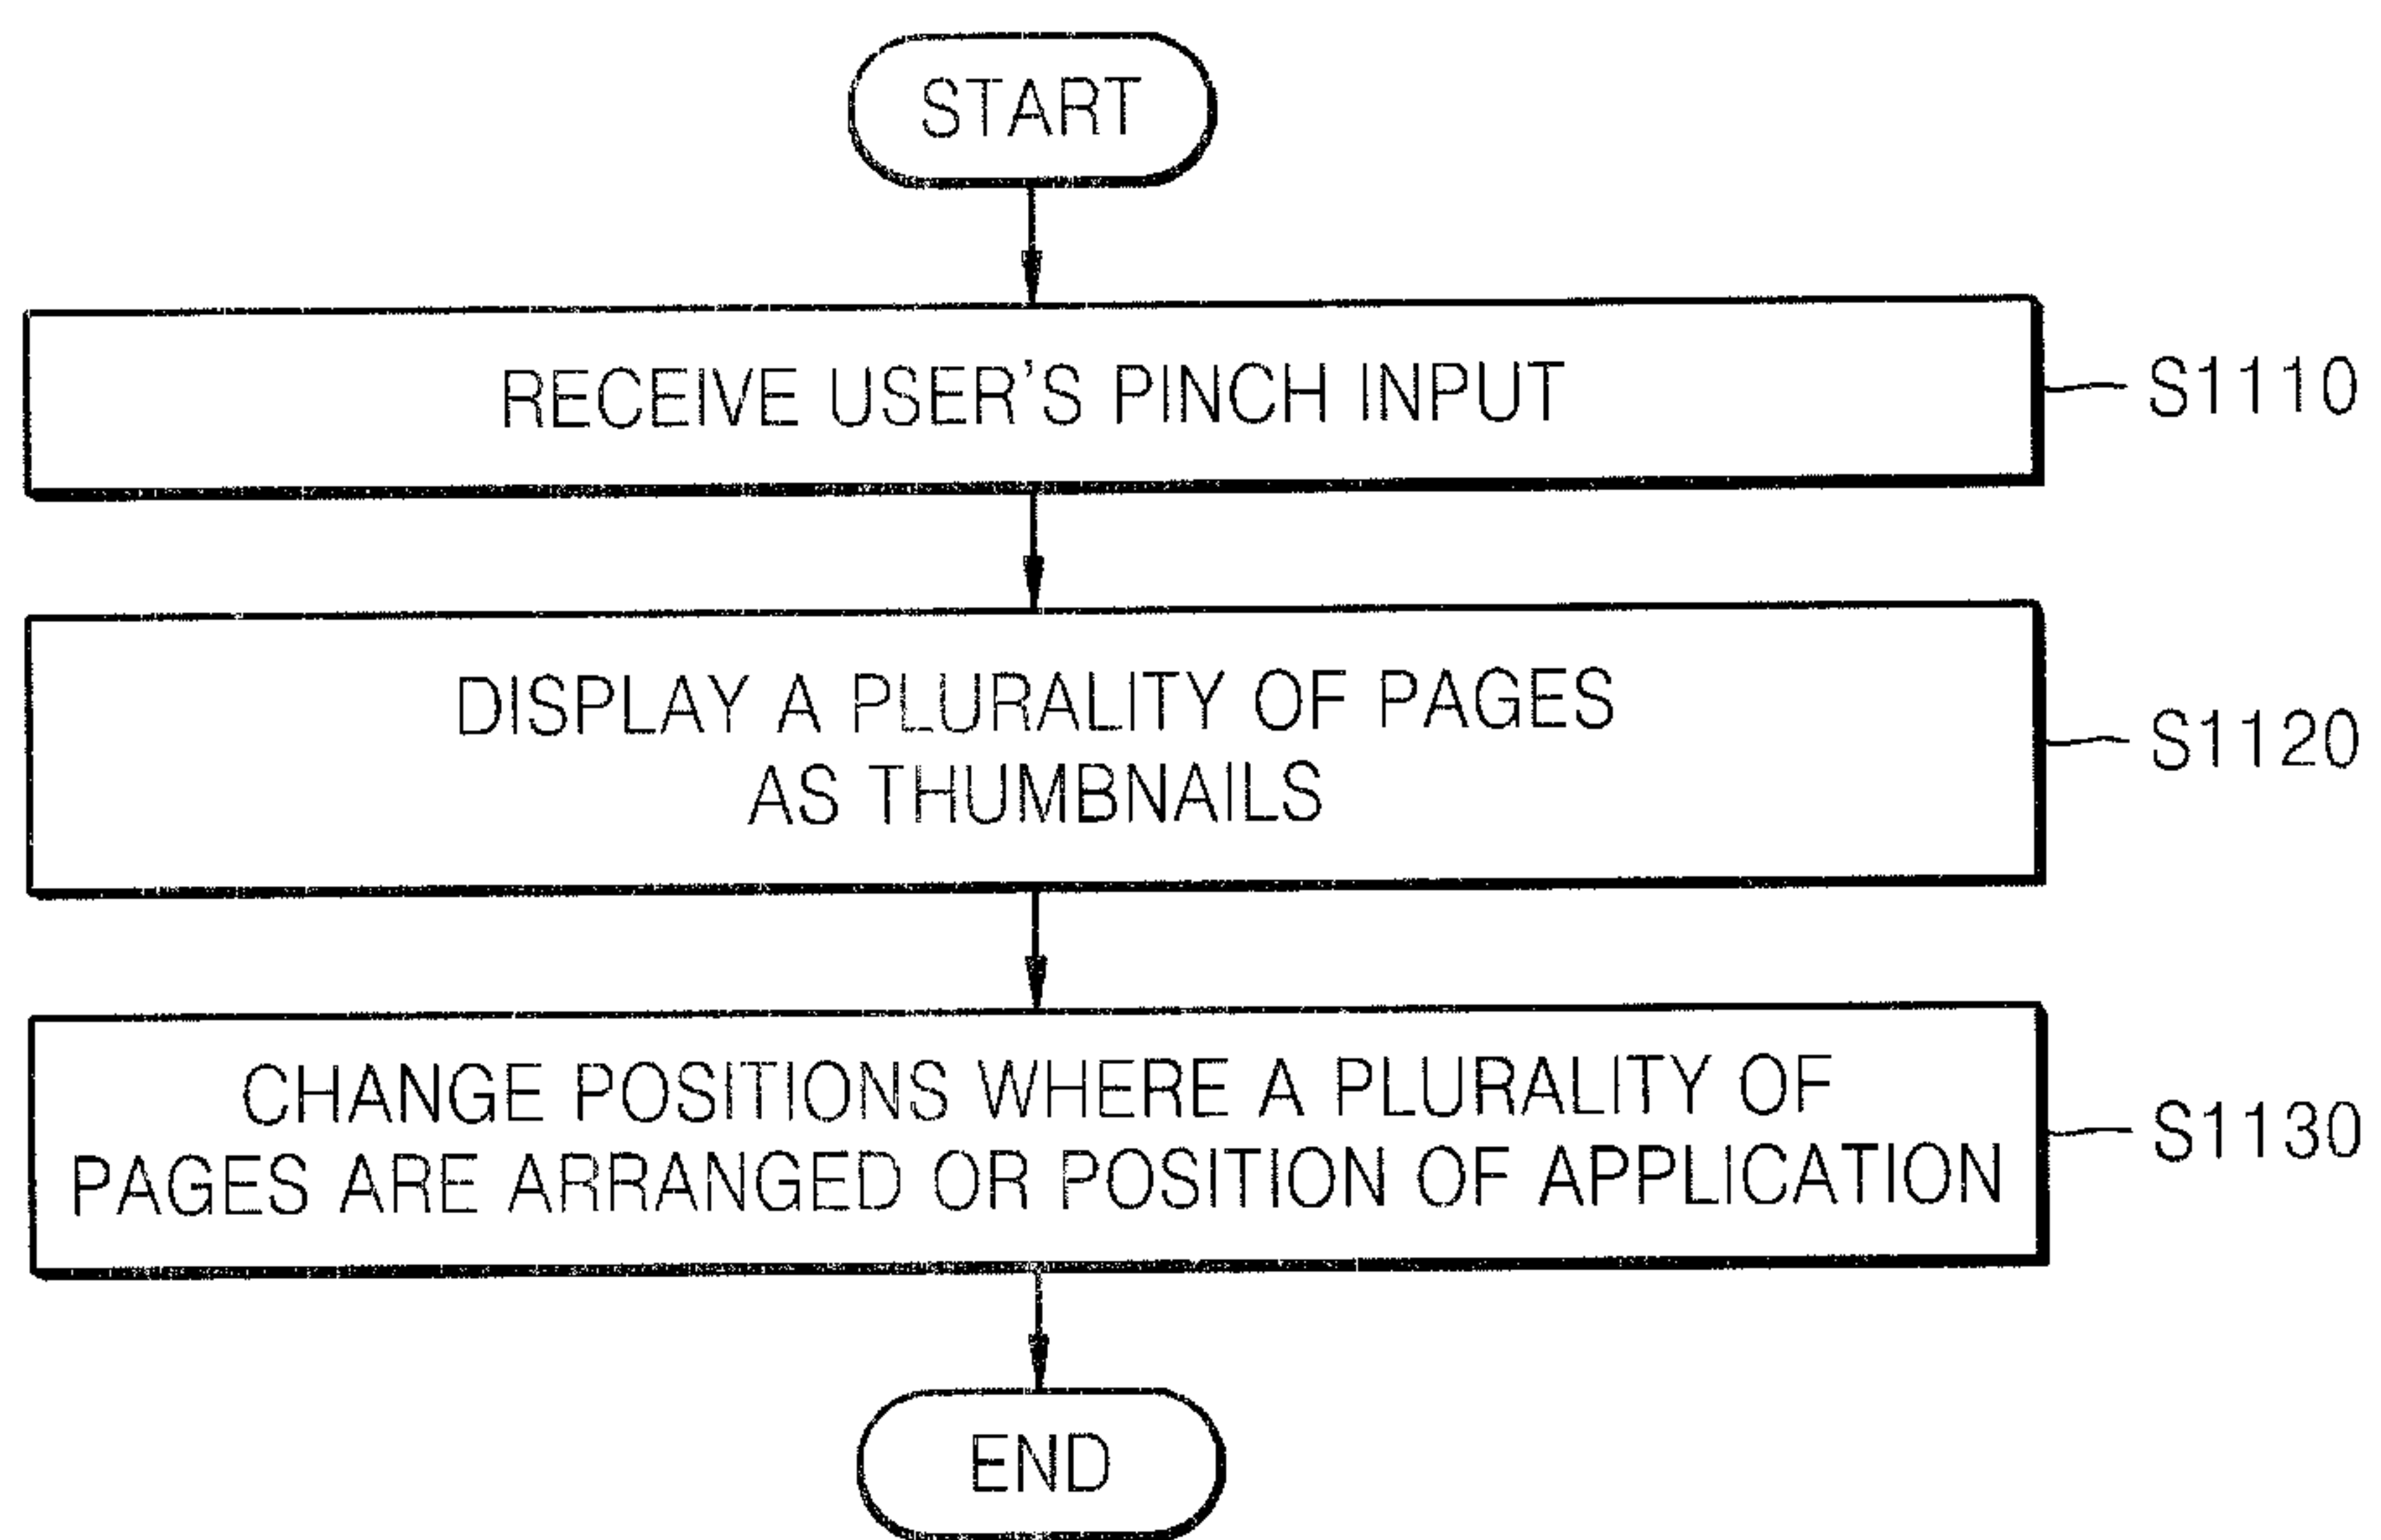 START
RECEIVE USER'S PINCH INPUT
S1110
DISPLAY A PLURALITY OF PAGES
AS THUMBNAILS
S1120
CHANGE POSITIONS WHERE A PLURALITY OF
PAGES ARE ARRANGED OR POSITION OF APPLICATION
S1130
END